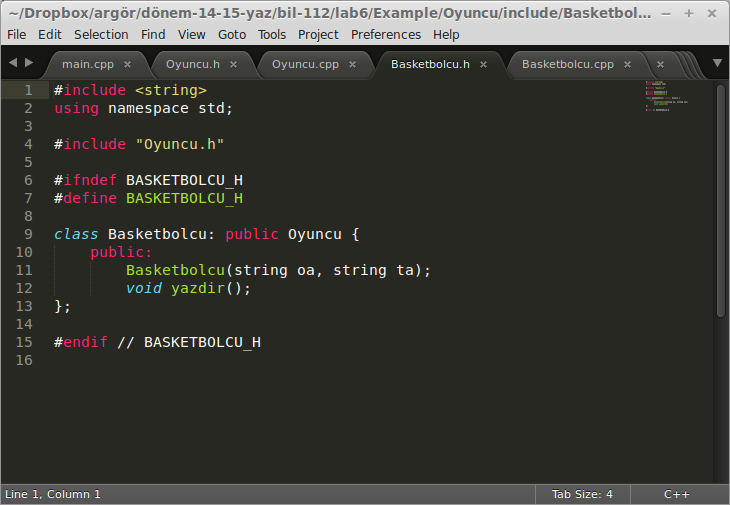 ~/Dropbox/argör/dönem-14-15-yaz/bil-112/lab6/Example/Oyuncu/include/Basketbol...
File Edit Selection Find View Goto Tools Project Preferences Help
main.cpp Oyuncu.h Oyuncu.cpp Basketbolcu.h Basketbolcu.cpp
1 #include <string>
2 using namespace std;
3
4 #include "Oyuncu.h"
5
6 #ifndef BASKETBOLCU_H
7 #define BASKETBOLCU_H
8
9 class Basketbolcu: public Oyuncu {
10     public:
11         Basketbolcu(string oa, string ta);
12         void yazdir();
13 };
14
15 #endif // BASKETBOLCU_H
16
Line 1, Column 1 Tab Size: 4 C++